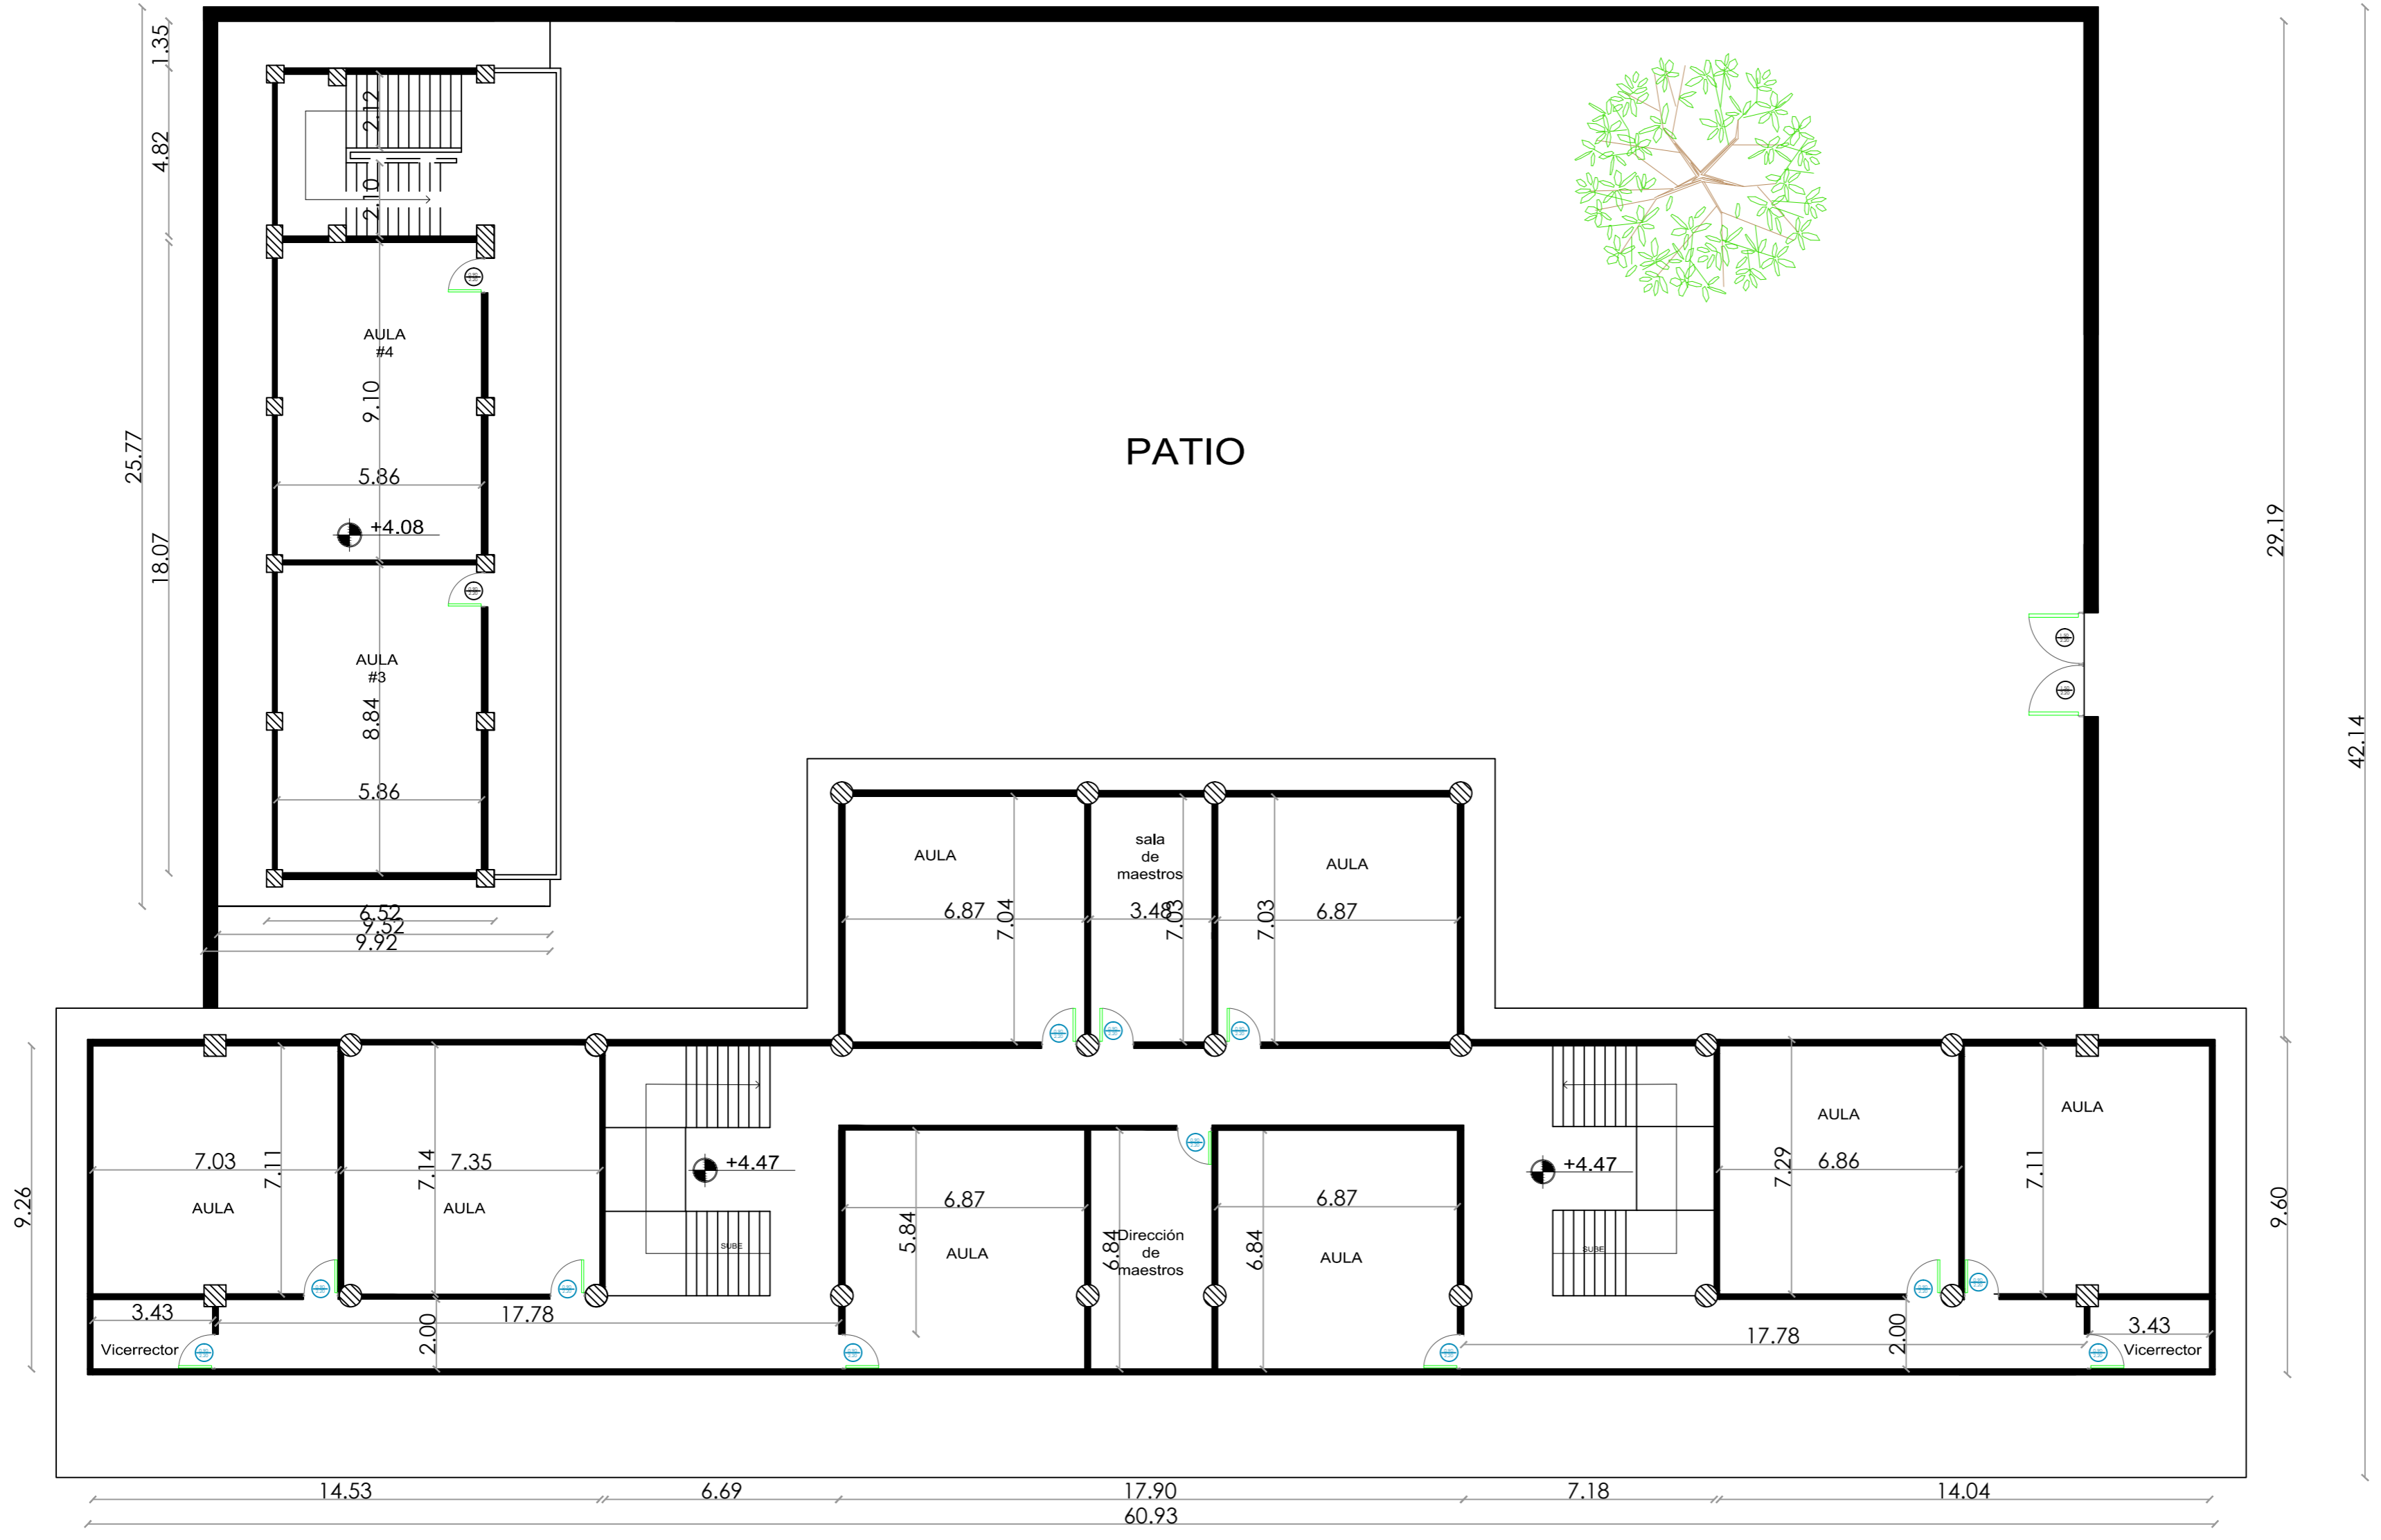 1.35
4.82
2.12
2.10
AULA
#4
9.10
5.86
+4.08
25.77
18.07
PATIO
29.19
42.14
AULA
#3
8.84
5.86
6.52
9.52
9.92
AULA
6.87
7.04
sala
de
maestros
3.48
7.03
AULA
6.87
7.03
9.26
7.03
7.11
AULA
7.14
7.35
AULA
+4.47
SUBE
6.87
5.84
AULA
6.84
Dirección
de
maestros
6.87
6.84
AULA
+4.47
SUBE
AULA
7.29
6.86
AULA
7.11
9.60
3.43
Vicerrector
2.00
17.78
17.78
2.00
3.43
Vicerrector
14.53
6.69
17.90
7.18
14.04
60.93